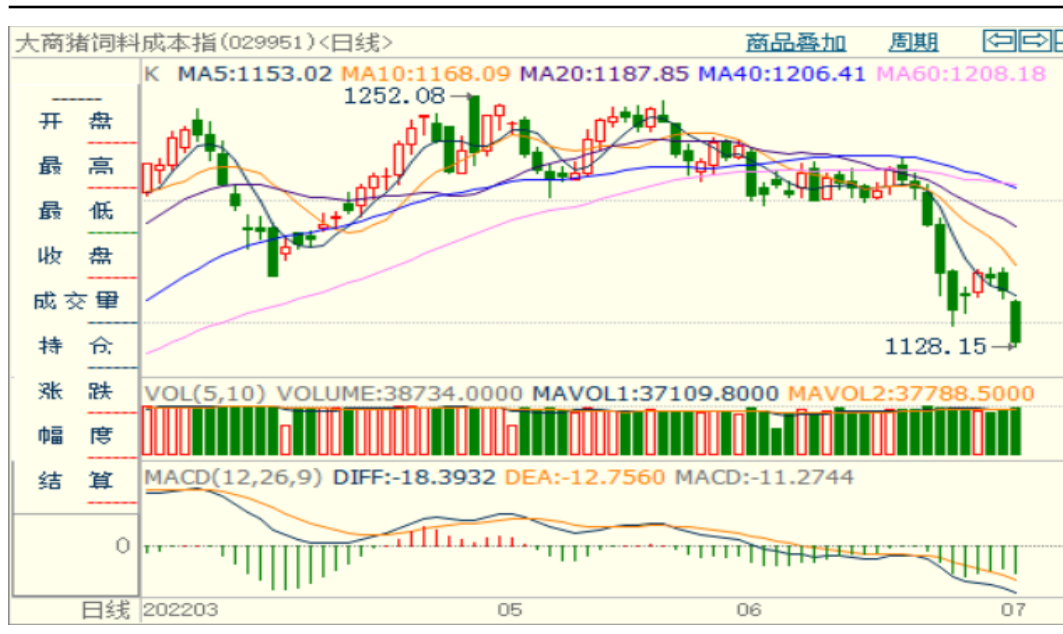 大商猪饲料成本指(029951)<日线> 商品叠加 周期
K MA5:1153.02 MA10:1168.09 MA20:1187.85 MA40:1206.41 MA60:1208.18
1252.08
开 盘
最 高
最 低
收 盘
成交量
持 仓
1128.15
涨 跌
VOL(5,10) VOLUME:38734.0000 MAVOL1:37109.8000 MAVOL2:37788.5000
幅 度
结 算
MACD(12,26,9) DIFF:-18.3932 DEA:-12.7560 MACD:-11.2744
0
日线 202203 05 06 07